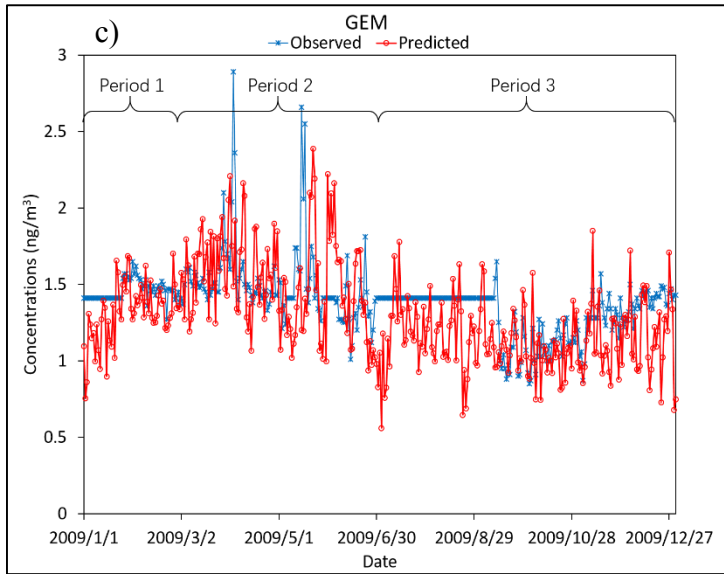 c)
GEM
Observed Predicted
Period 1 Period 2 Period 3
Concentrations (ng/m³)
3
2.5
2
1.5
1
0.5
0
2009/1/1 2009/3/2 2009/5/1 2009/6/30 2009/8/29 2009/10/28 2009/12/27
Date